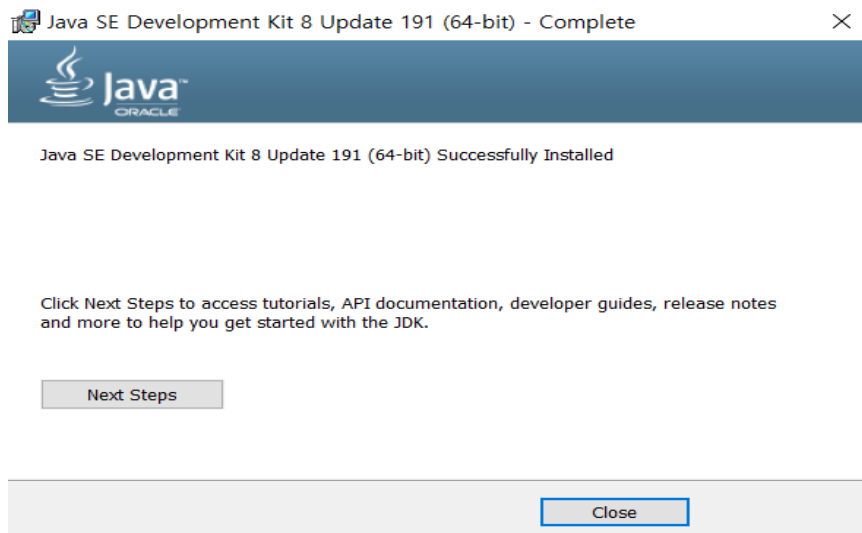 Java SE Development Kit 8 Update 191 (64-bit) - Complete
Java™
ORACLE
Java SE Development Kit 8 Update 191 (64-bit) Successfully Installed
Click Next Steps to access tutorials, API documentation, developer guides, release notes
and more to help you get started with the JDK.
Next Steps
Close